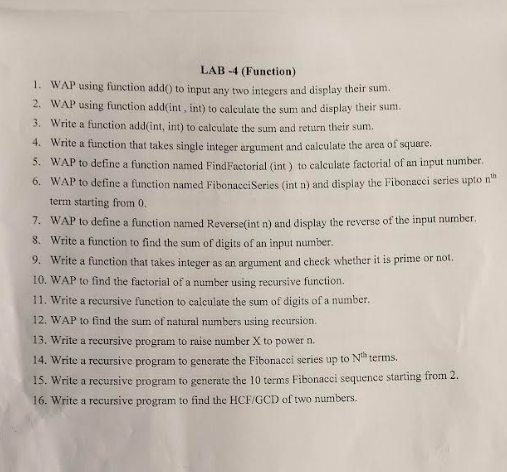 LAB -4 (Function)
1. WAP using function add() to input any two integers and display their sum.
2. WAP using function add(int , int) to calculate the sum and display their sum.
3. Write a function add(int, int) to calculate the sum and return their sum.
4. Write a function that takes single integer argument and calculate the area of square.
5. WAP to define a function named FindFactorial (int ) to calculate factorial of an input number.
6. WAP to define a function named FibonacciSeries (int n) and display the Fibonacci series upto nth
term starting from 0.
7. WAP to define a function named Reverse(int n) and display the reverse of the input number.
8. Write a function to find the sum of digits of an input number.
9. Write a function that takes integer as an argument and check whether it is prime or not.
10. WAP to find the factorial of a number using recursive function.
11. Write a recursive function to calculate the sum of digits of a number.
12. WAP to find the sum of natural numbers using recursion.
13. Write a recursive program to raise number X to power n.
14. Write a recursive program to generate the Fibonacci series up to Nth terms.
15. Write a recursive program to generate the 10 terms Fibonacci sequence starting from 2.
16. Write a recursive program to find the HCF/GCD of two numbers.